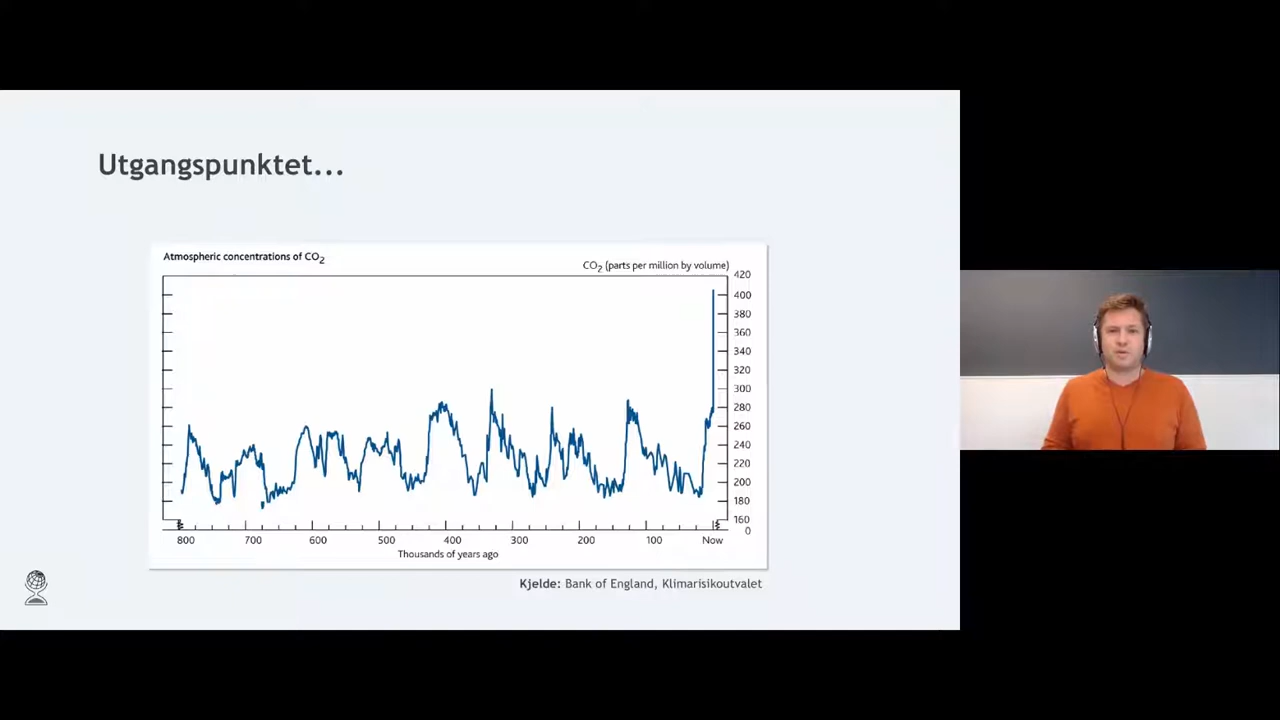 Utgangspunktet...
Atmospheric concentrations of CO2
CO2 (parts per million by volume)
420
400
380
360
340
320
300
280
260
240
220
200
180
160
0
800 700 600 500 400 300 200 100 Now
Thousands of years ago
Kjelde: Bank of England, Klimarisikoutvalet